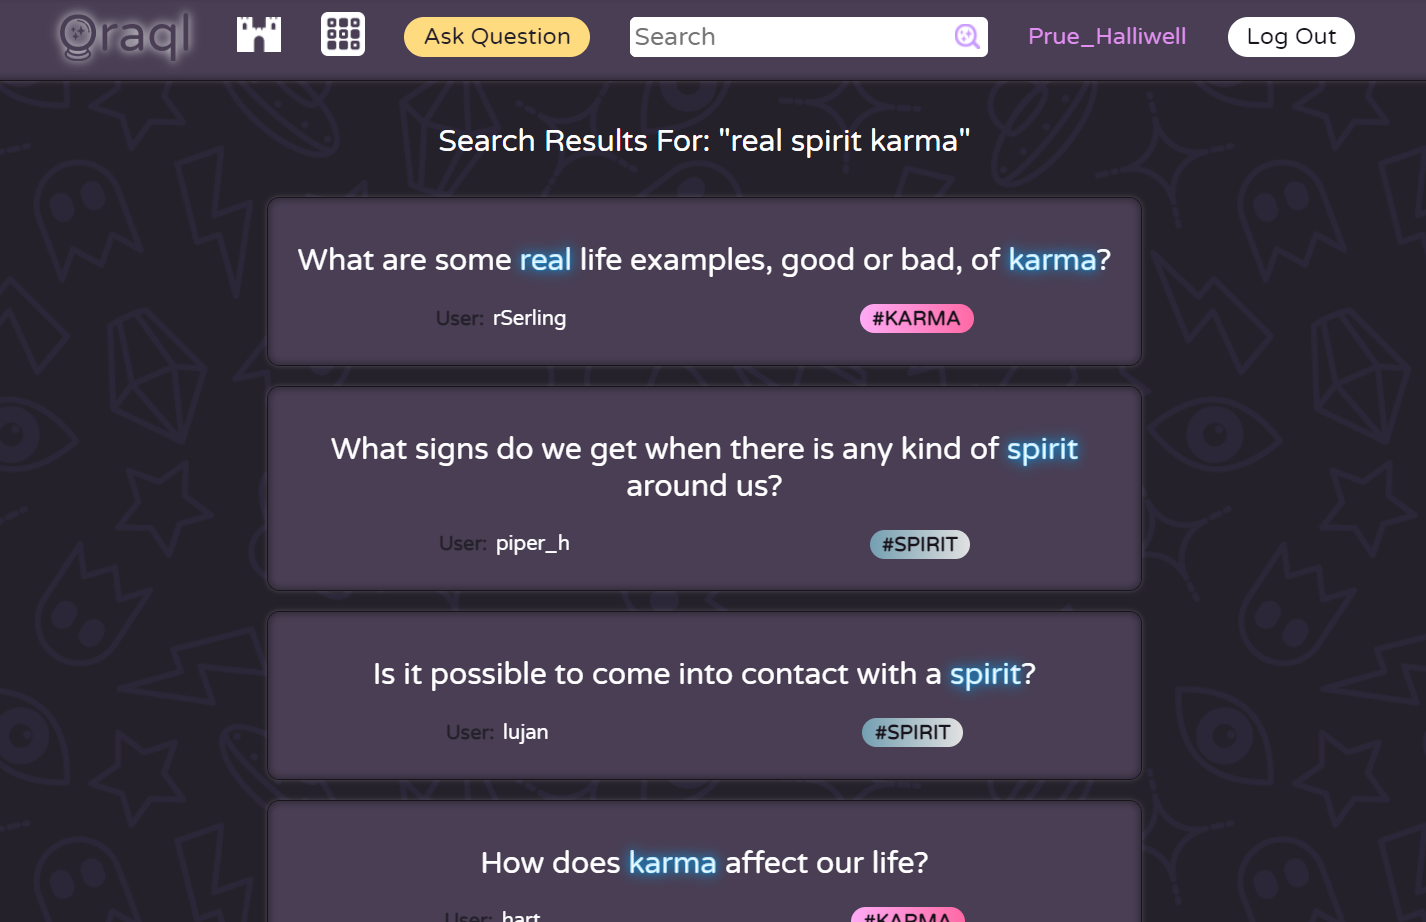 Oraql
Ask Question
Search
Prue_Halliwell
Log Out
Search Results For: "real spirit karma"
What are some real life examples, good or bad, of karma?
User: rSerling
#KARMA
What signs do we get when there is any kind of spirit
around us?
User: piper_h
#SPIRIT
Is it possible to come into contact with a spirit?
User: lujan
#SPIRIT
How does karma affect our life?
User: hart
#KARMA